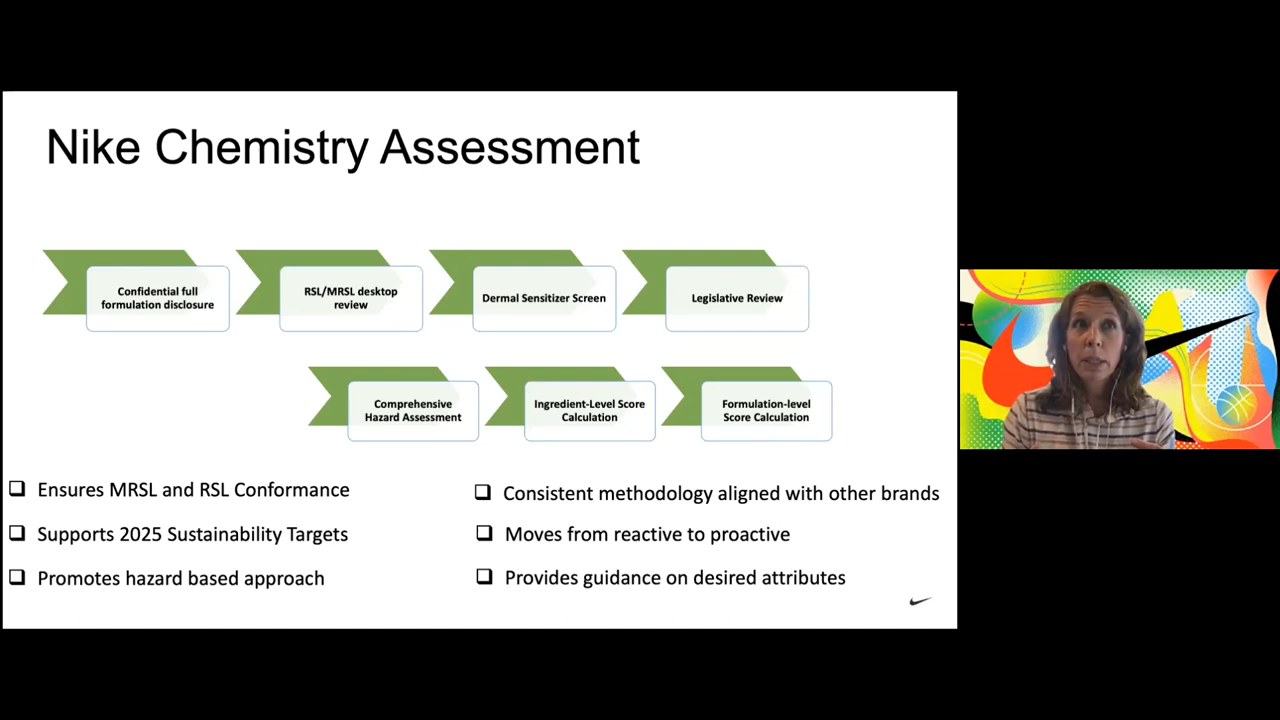 Nike Chemistry Assessment
Confidential full
formulation disclosure
RSL/MRSL desktop
review
Dermal Sensitizer Screen
Legislative Review
Comprehensive
Hazard Assessment
Ingredient-Level Score
Calculation
Formulation-level
Score Calculation
Ensures MRSL and RSL Conformance
Supports 2025 Sustainability Targets
Promotes hazard based approach
Consistent methodology aligned with other brands
Moves from reactive to proactive
Provides guidance on desired attributes